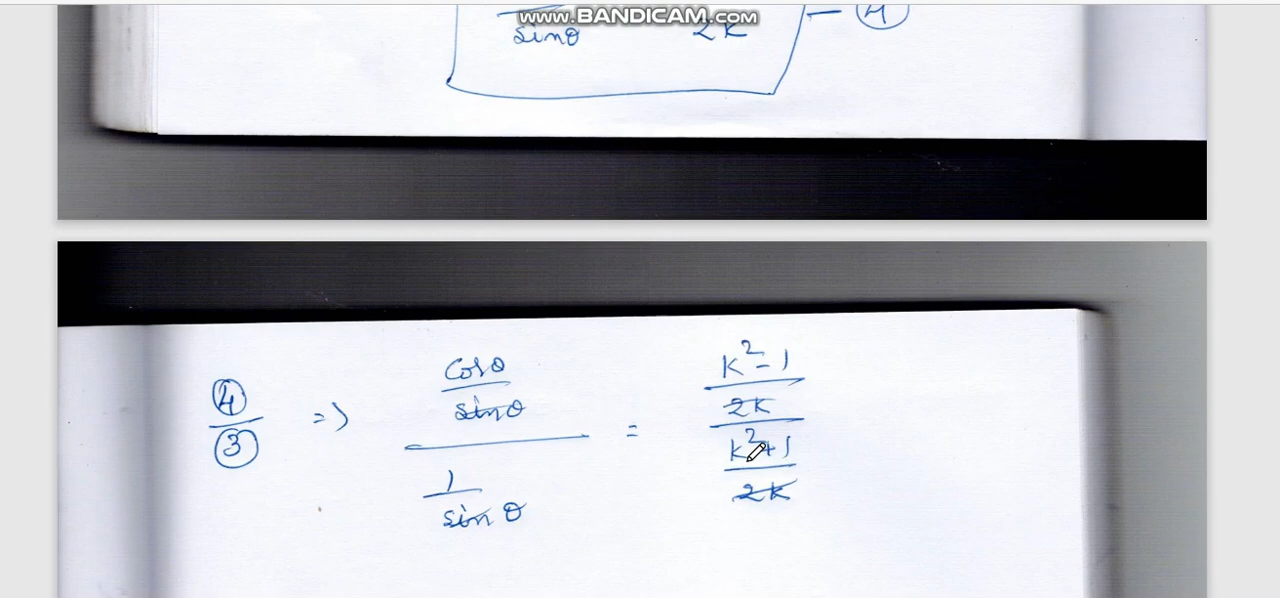 www.BANDICAM.com
sinθ 2K — ④
④/③ => (cosθ/sinθ)/(1/sinθ) = ((K²-1)/2K)/((K²+1)/2K)